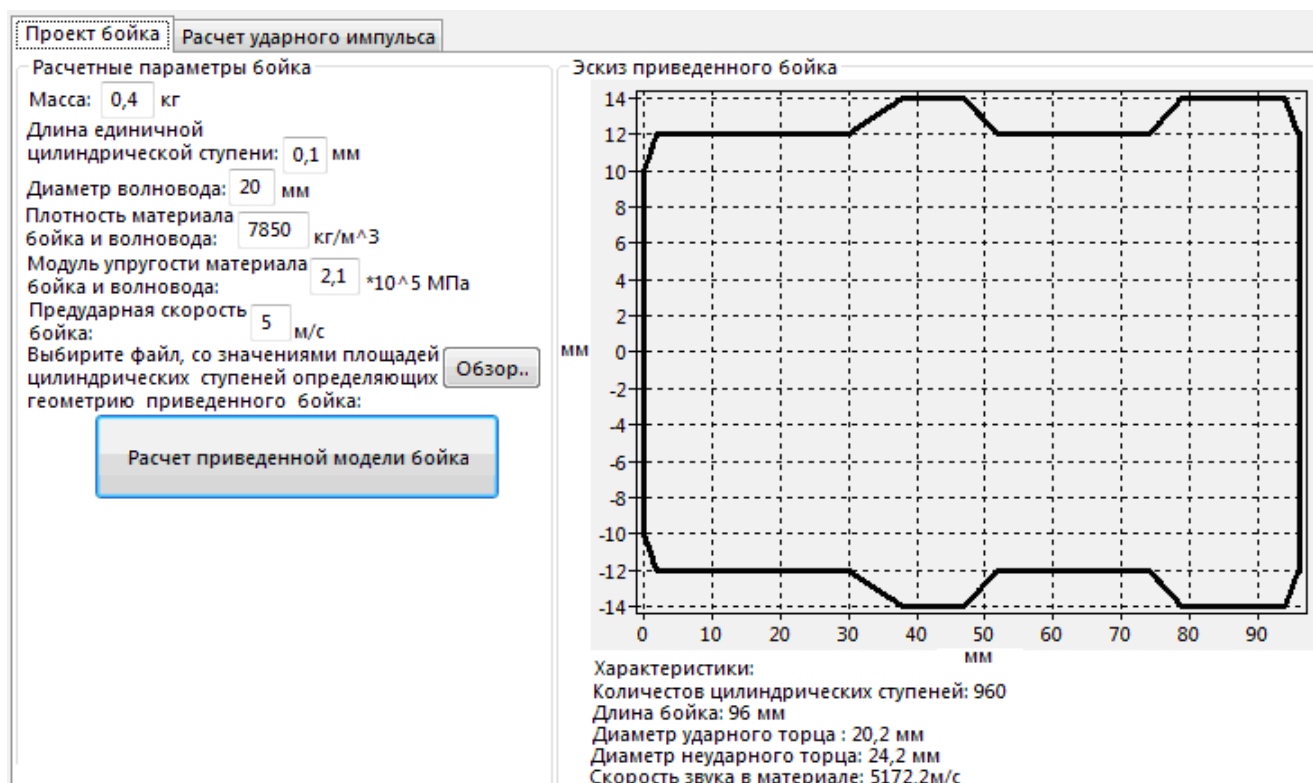 Проект бойка
Расчет ударного импульса
Расчетные параметры бойка
Масса: 0,4 кг
Длина единичной
цилиндрической ступени: 0,1 мм
Диаметр волновода: 20 мм
Плотность материала
бойка и волновода: 7850 кг/м^3
Модуль упругости материала
бойка и волновода: 2,1 *10^5 МПа
Предударная скорость
бойка: 5 м/с
Выбирите файл, со значениями площадей
цилиндрических ступеней определяющих
геометрию приведенного бойка:
Обзор..
Расчет приведенной модели бойка
Эскиз приведенного бойка
14
12
10
8
6
4
2
0
-2
-4
-6
-8
-10
-12
-14
мм
0 10 20 30 40 50 60 70 80 90
мм
Характеристики:
Количестов цилиндрических ступеней: 960
Длина бойка: 96 мм
Диаметр ударного торца : 20,2 мм
Диаметр неударного торца: 24,2 мм
Скорость звука в материале: 5172,2м/с